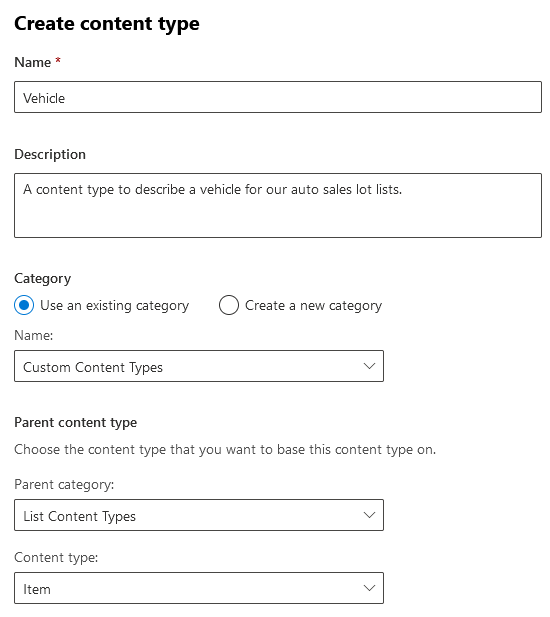 Create content type
Name *
Vehicle
Description
A content type to describe a vehicle for our auto sales lot lists.
Category
Use an existing category Create a new category
Name:
Custom Content Types
Parent content type
Choose the content type that you want to base this content type on.
Parent category:
List Content Types
Content type:
Item